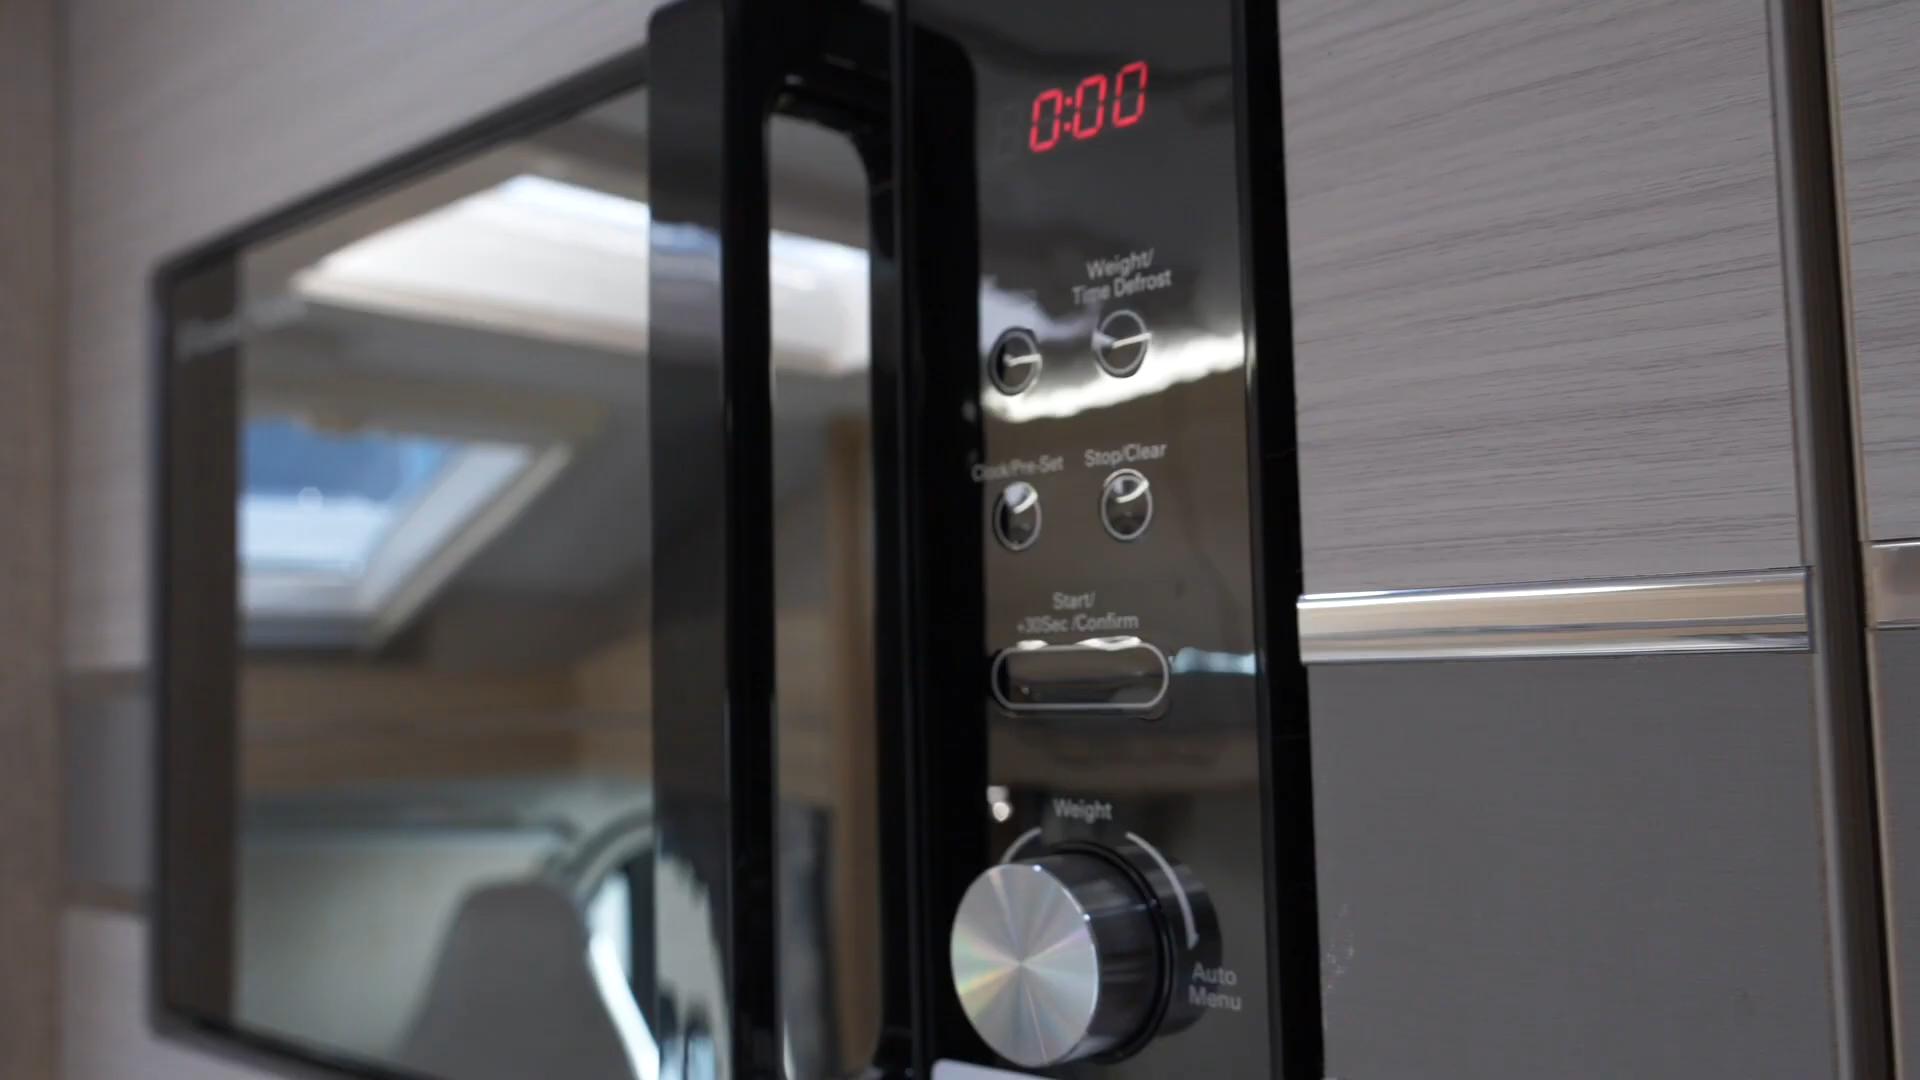 0:00
Weight/
Time Defrost
Clock/Pre-Set
Stop/Clear
Start/
+30Sec /Confirm
Weight
Auto
Menu